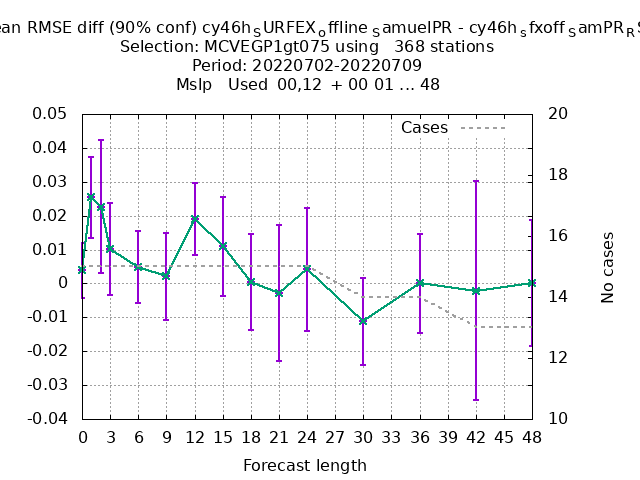 ean RMSE diff (90% conf) cy46h_SURFEX_offline_SamuelPR - cy46h_sfxoff_SamPR_RS
Selection: MCVEGP1gt075 using 368 stations
Period: 20220702-20220709
Mslp Used 00,12 + 00 01 ... 48
Cases
0.05
0.04
0.03
0.02
0.01
0
-0.01
-0.02
-0.03
-0.04
20
18
16
14
12
10
No cases
0 3 6 9 12 15 18 21 24 27 30 33 36 39 42 45 48
Forecast length